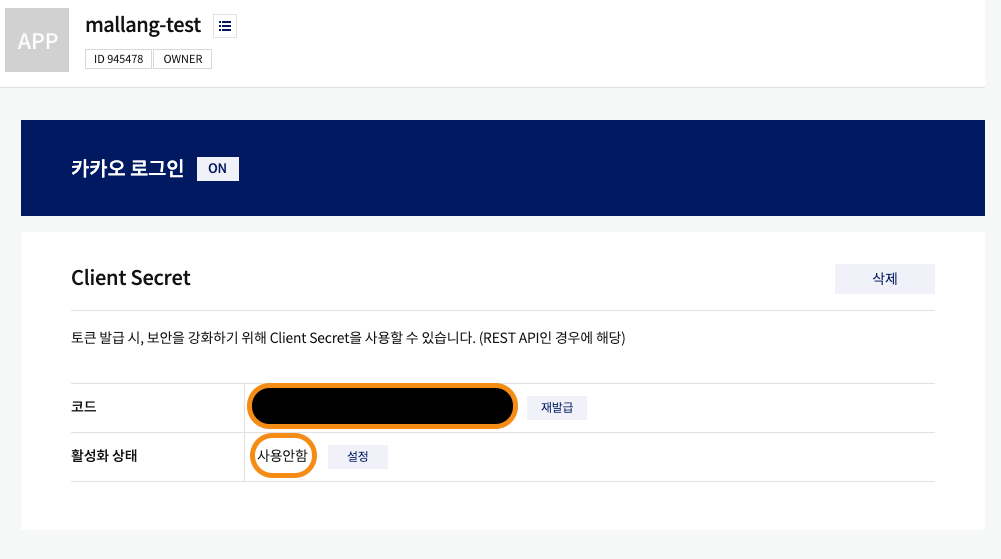 APP
mallang-test
ID 945478 OWNER
카카오 로그인 ON
Client Secret 삭제
토큰 발급 시, 보안을 강화하기 위해 Client Secret을 사용할 수 있습니다. (REST API인 경우에 해당)
코드 재발급
활성화 상태 사용안함 설정